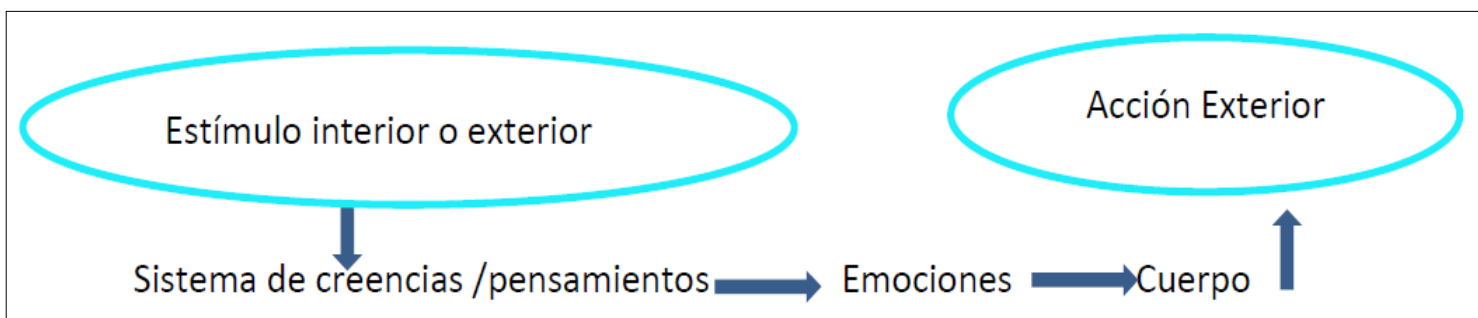 Estímulo interior o exterior
Acción Exterior
Sistema de creencias /pensamientos
Emociones
Cuerpo